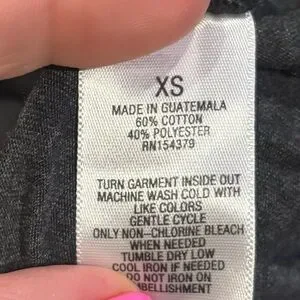 XS
MADE IN GUATEMALA
60% COTTON
40% POLYESTER
RN154379
TURN GARMENT INSIDE OUT
MACHINE WASH COLD WITH
LIKE COLORS
GENTLE CYCLE
ONLY NON-CHLORINE BLEACH
WHEN NEEDED
TUMBLE DRY LOW
COOL IRON IF NEEDED
DO NOT IRON ON
EMBELLISHMENT